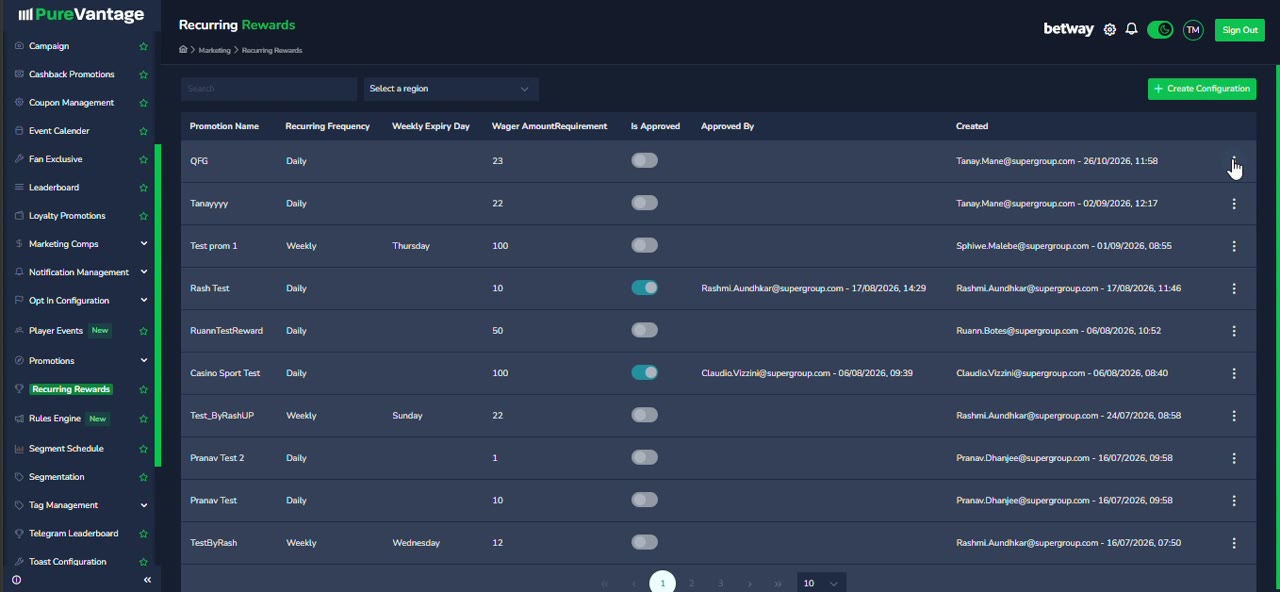 PureVantage
Campaign
Cashback Promotions
Coupon Management
Event Calender
Fan Exclusive
Leaderboard
Loyalty Promotions
Marketing Comps
Notification Management
Opt In Configuration
Player Events New
Promotions
Recurring Rewards
Rules Engine New
Segment Schedule
Segmentation
Tag Management
Telegram Leaderboard
Toast Configuration
Recurring Rewards
Marketing > Recurring Rewards
betway TM Sign Out
Search Select a region + Create Configuration
Promotion Name Recurring Frequency Weekly Expiry Day Wager AmountRequirement Is Approved Approved By Created
QFG Daily 23 Tanay.Mane@supergroup.com - 26/10/2026, 11:58
Tanayyyy Daily 22 Tanay.Mane@supergroup.com - 02/09/2026, 12:17
Test prom 1 Weekly Thursday 100 Sphiwe.Malebe@supergroup.com - 01/09/2026, 08:55
Rash Test Daily 10 Rashmi.Aundhkar@supergroup.com - 17/08/2026, 14:29 Rashmi.Aundhkar@supergroup.com - 17/08/2026, 11:46
RuannTestReward Daily 50 Ruann.Botes@supergroup.com - 06/08/2026, 10:52
Casino Sport Test Daily 100 Claudio.Vizzini@supergroup.com - 06/08/2026, 09:39 Claudio.Vizzini@supergroup.com - 06/08/2026, 08:40
Test_ByRashUP Weekly Sunday 22 Rashmi.Aundhkar@supergroup.com - 24/07/2026, 08:58
Pranav Test 2 Daily 1 Pranav.Dhanjee@supergroup.com - 16/07/2026, 09:58
Pranav Test Daily 10 Pranav.Dhanjee@supergroup.com - 16/07/2026, 09:58
TestByRash Weekly Wednesday 12 Rashmi.Aundhkar@supergroup.com - 16/07/2026, 07:50
« ‹ 1 2 3 › » 10